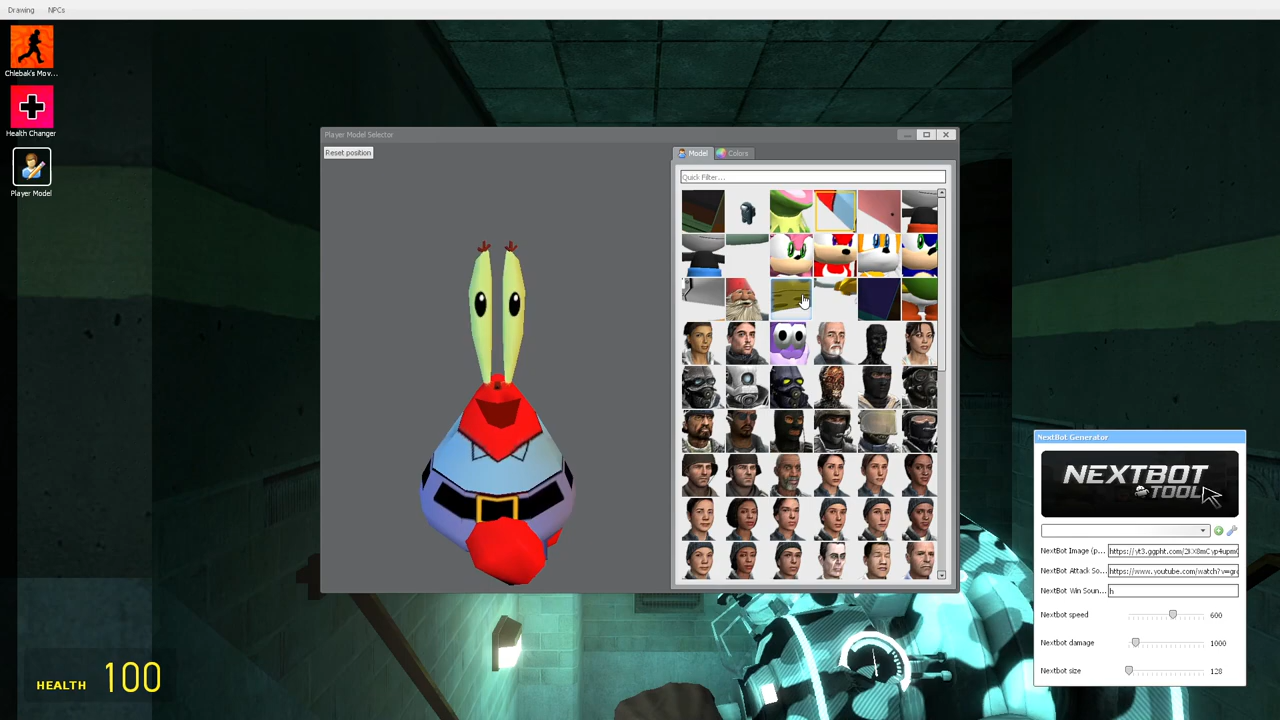 Drawing NPCs
Chlebak's Mov...
Health Changer
Player Model
Player Model Selector
Reset position
Model Colors
Quick Filter...
NextBot Generator
NEXTBOT
TOOL
NextBot Image (p...
NextBot Attack So... https://www.youtube.com/watch?v=gr
NextBot Win Soun... h
Nextbot speed 600
Nextbot damage 1000
Nextbot size 128
HEALTH 100